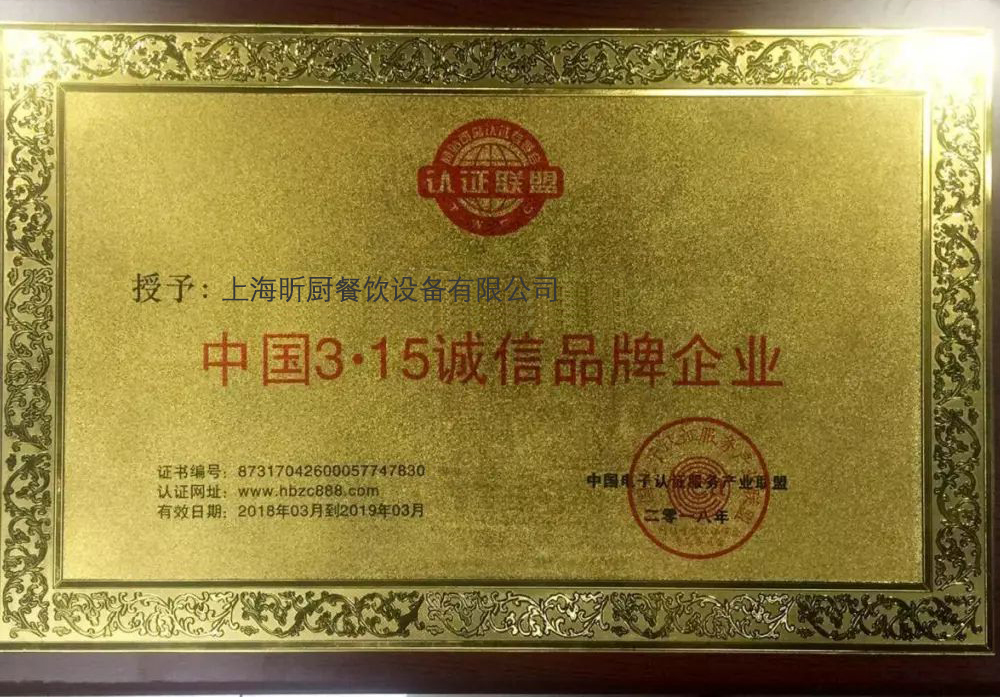 认证联盟
授予：上海昕厨餐饮设备有限公司
中国3·15诚信品牌企业
证书编号：87317042600057747830
认证网址：www.hbzc888.com
有效日期：2018年03月到2019年03月
中国电子认证服务产业联盟
二零一八年